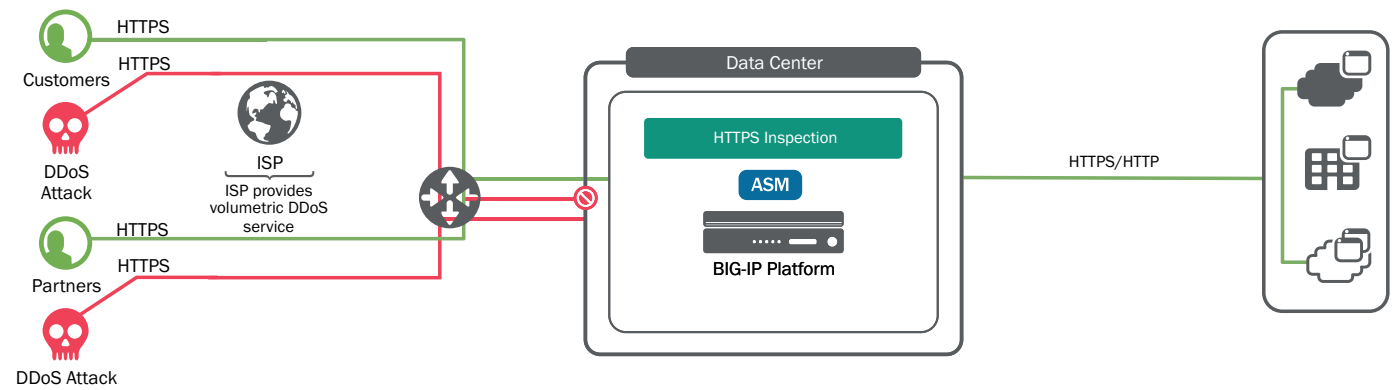 HTTPS
Customers
HTTPS
DDoS
Attack
ISP
ISP provides
volumetric DDoS
service
HTTPS
Partners
HTTPS
DDoS Attack
Data Center
HTTPS Inspection
ASM
BIG-IP Platform
HTTPS/HTTP